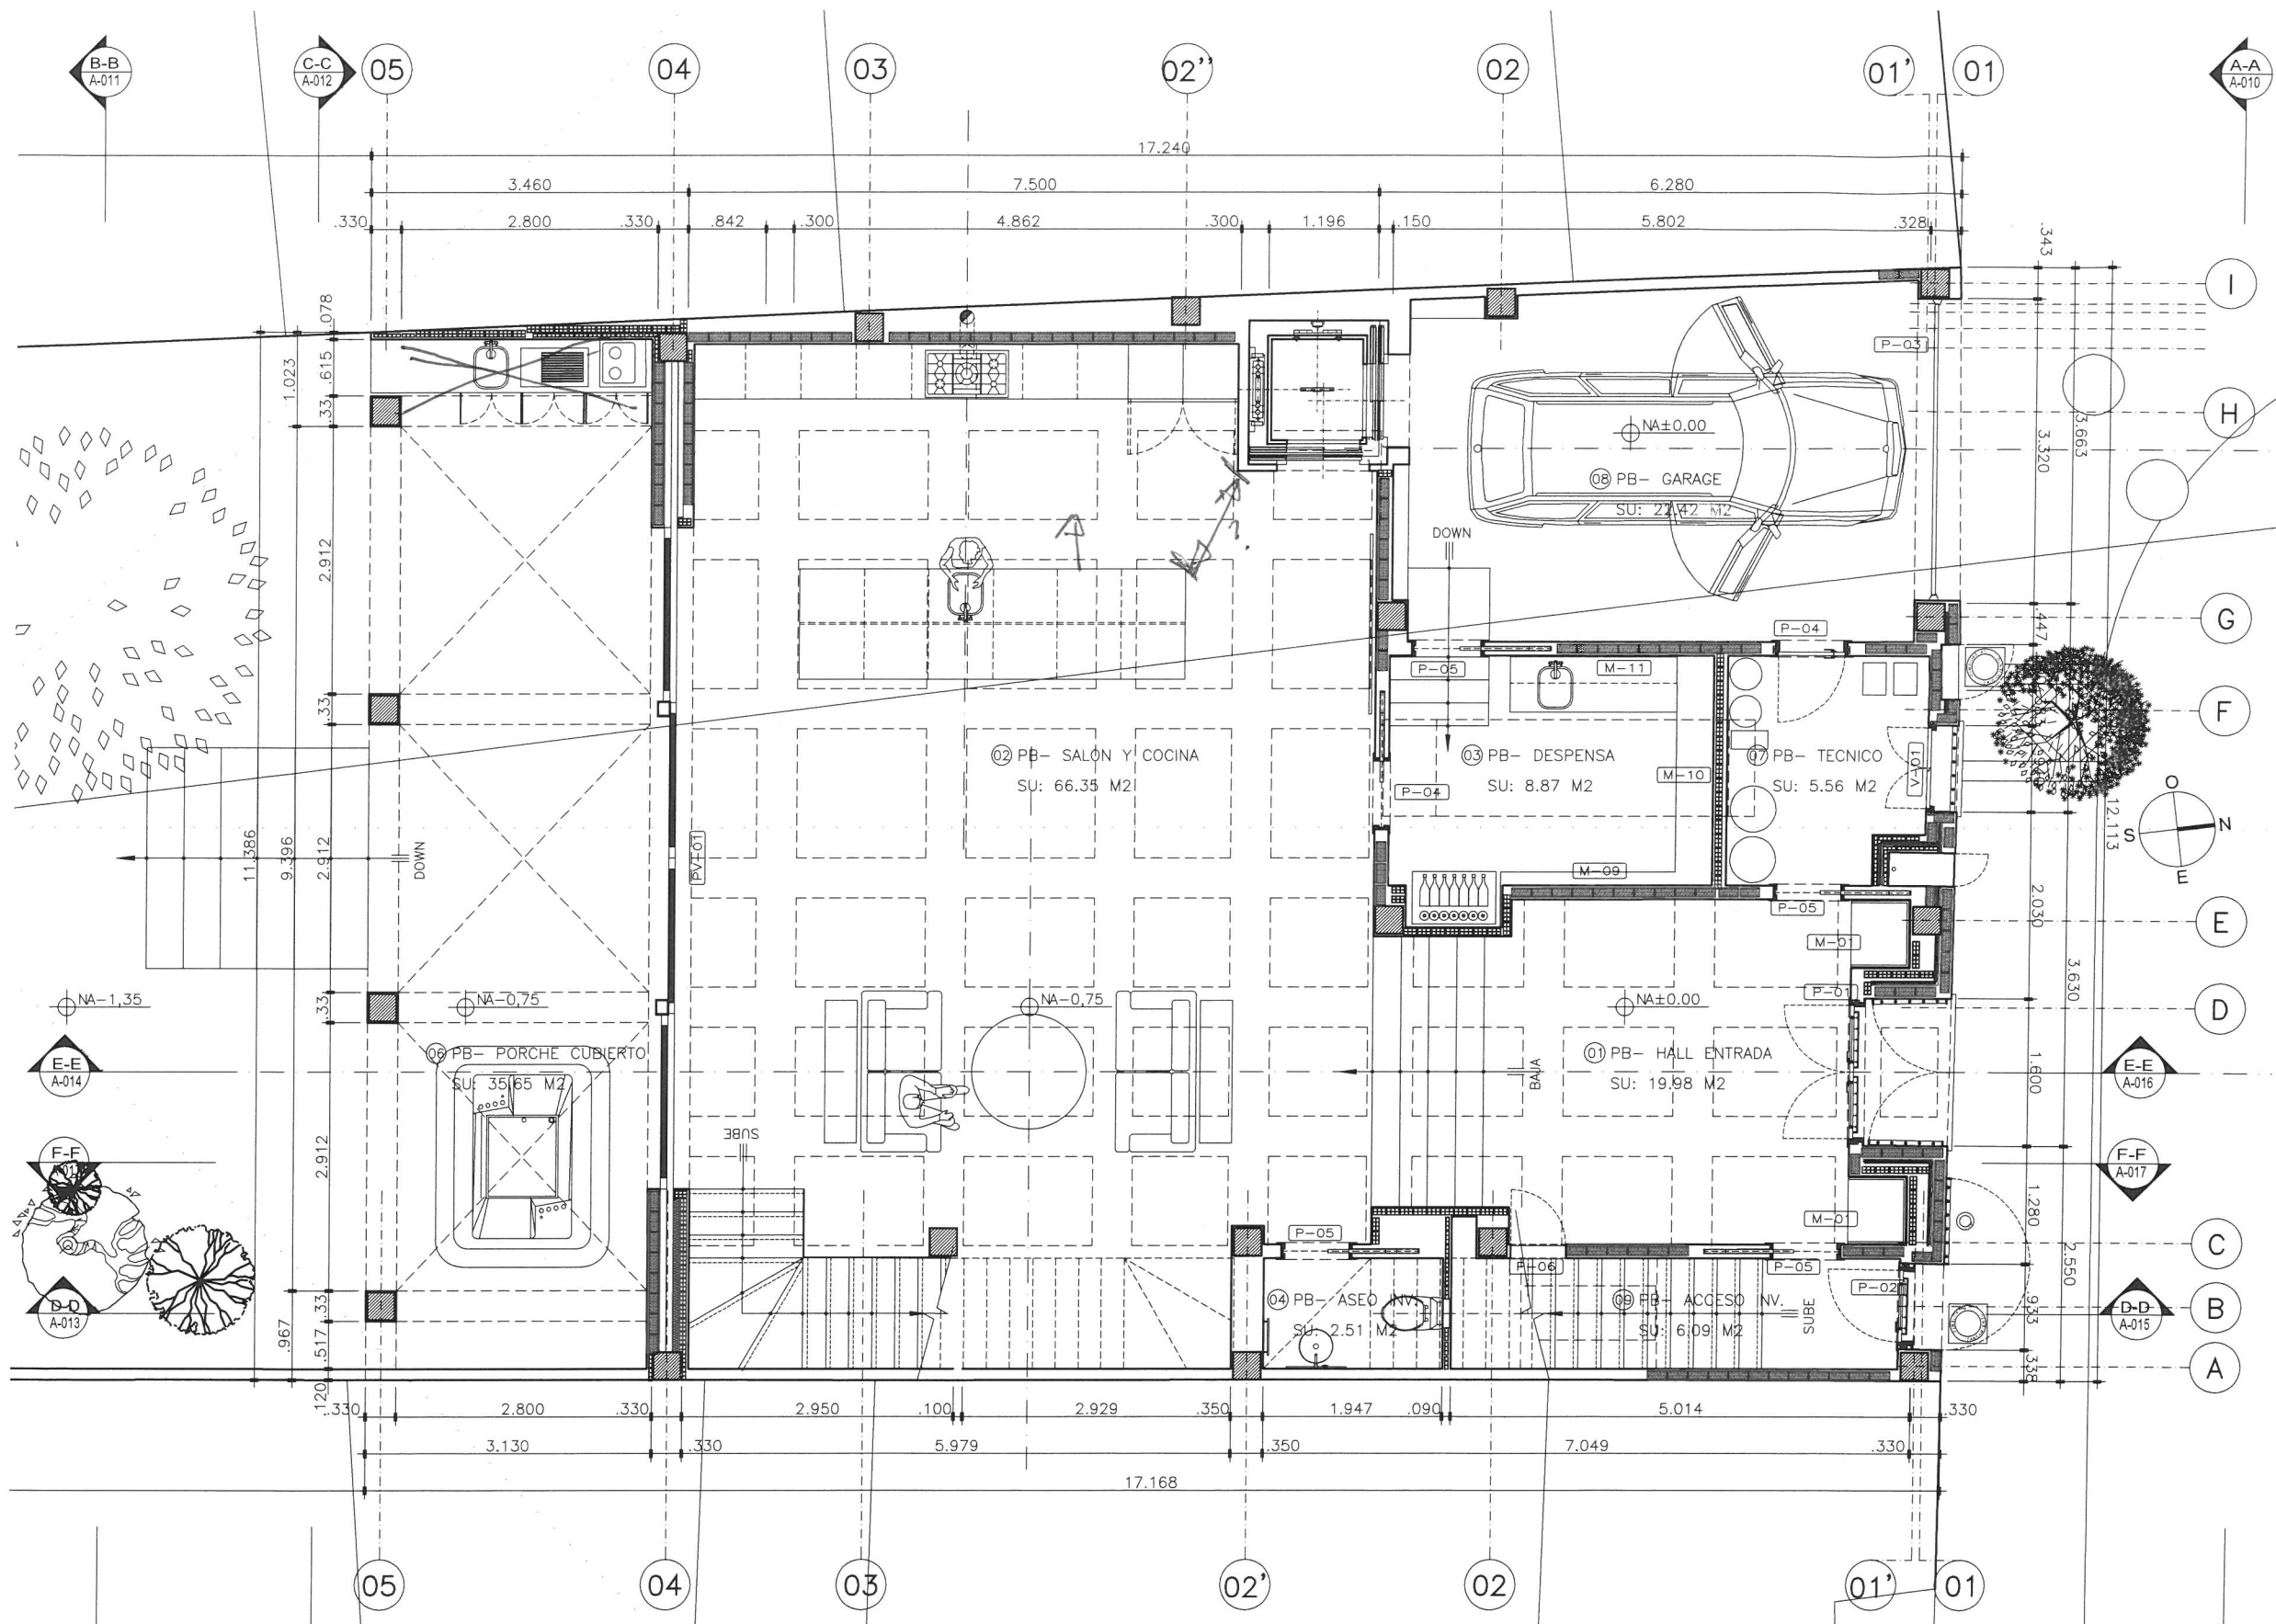 B-B
A-011
C-C
A-012
05
04
03
02''
02
01'
01
A-A
A-010
17.240
3.460
7.500
6.280
.330
2.800
.330
.842
.300
4.862
.300
1.196
.150
5.802
.328
.343
I
.078
.615
.33
1.023
P-03
3.663
H
NA±0.00
3.320
08 PB- GARAGE
SU: 22.42 M2
DOWN
?
2.912
.447
G
P-04
P-05
M-11
.33
F
02 PB- SALÓN Y COCINA
SU: 66.35 M2
03 PB- DESPENSA
SU: 8.87 M2
M-10
07 PB- TECNICO
SU: 5.56 M2
V-01
P-04
12.113
O
N
S
E
11.386
9.396
2.912
DOWN
PV-01
M-09
P-05
2.030
E
M-01
3.630
NA-1,35
.33
NA-0,75
NA-0,75
NA±0.00
P-01
D
E-E
A-014
06 PB- PORCHE CUBIERTO
SU: 35.65 M2
BAJA
01 PB- HALL ENTRADA
SU: 19.98 M2
1.600
E-E
A-016
F-F
2.912
SUBE
F-F
A-017
1.280
M-01
P-05
C
P-06
P-05
2.550
D-D
A-013
.33
04 PB- ASEO INV.
SU: 2.51 M2
09 PB- ACCESO INV.
SU: 6.09 M2
SUBE
P-02
.933
B
D-D
A-015
.967
.517
.338
A
.120
.330
2.800
.330
2.950
.100
2.929
.350
1.947
.090
5.014
.330
3.130
.330
5.979
.350
7.049
.330
17.168
05
04
03
02'
02
01'
01